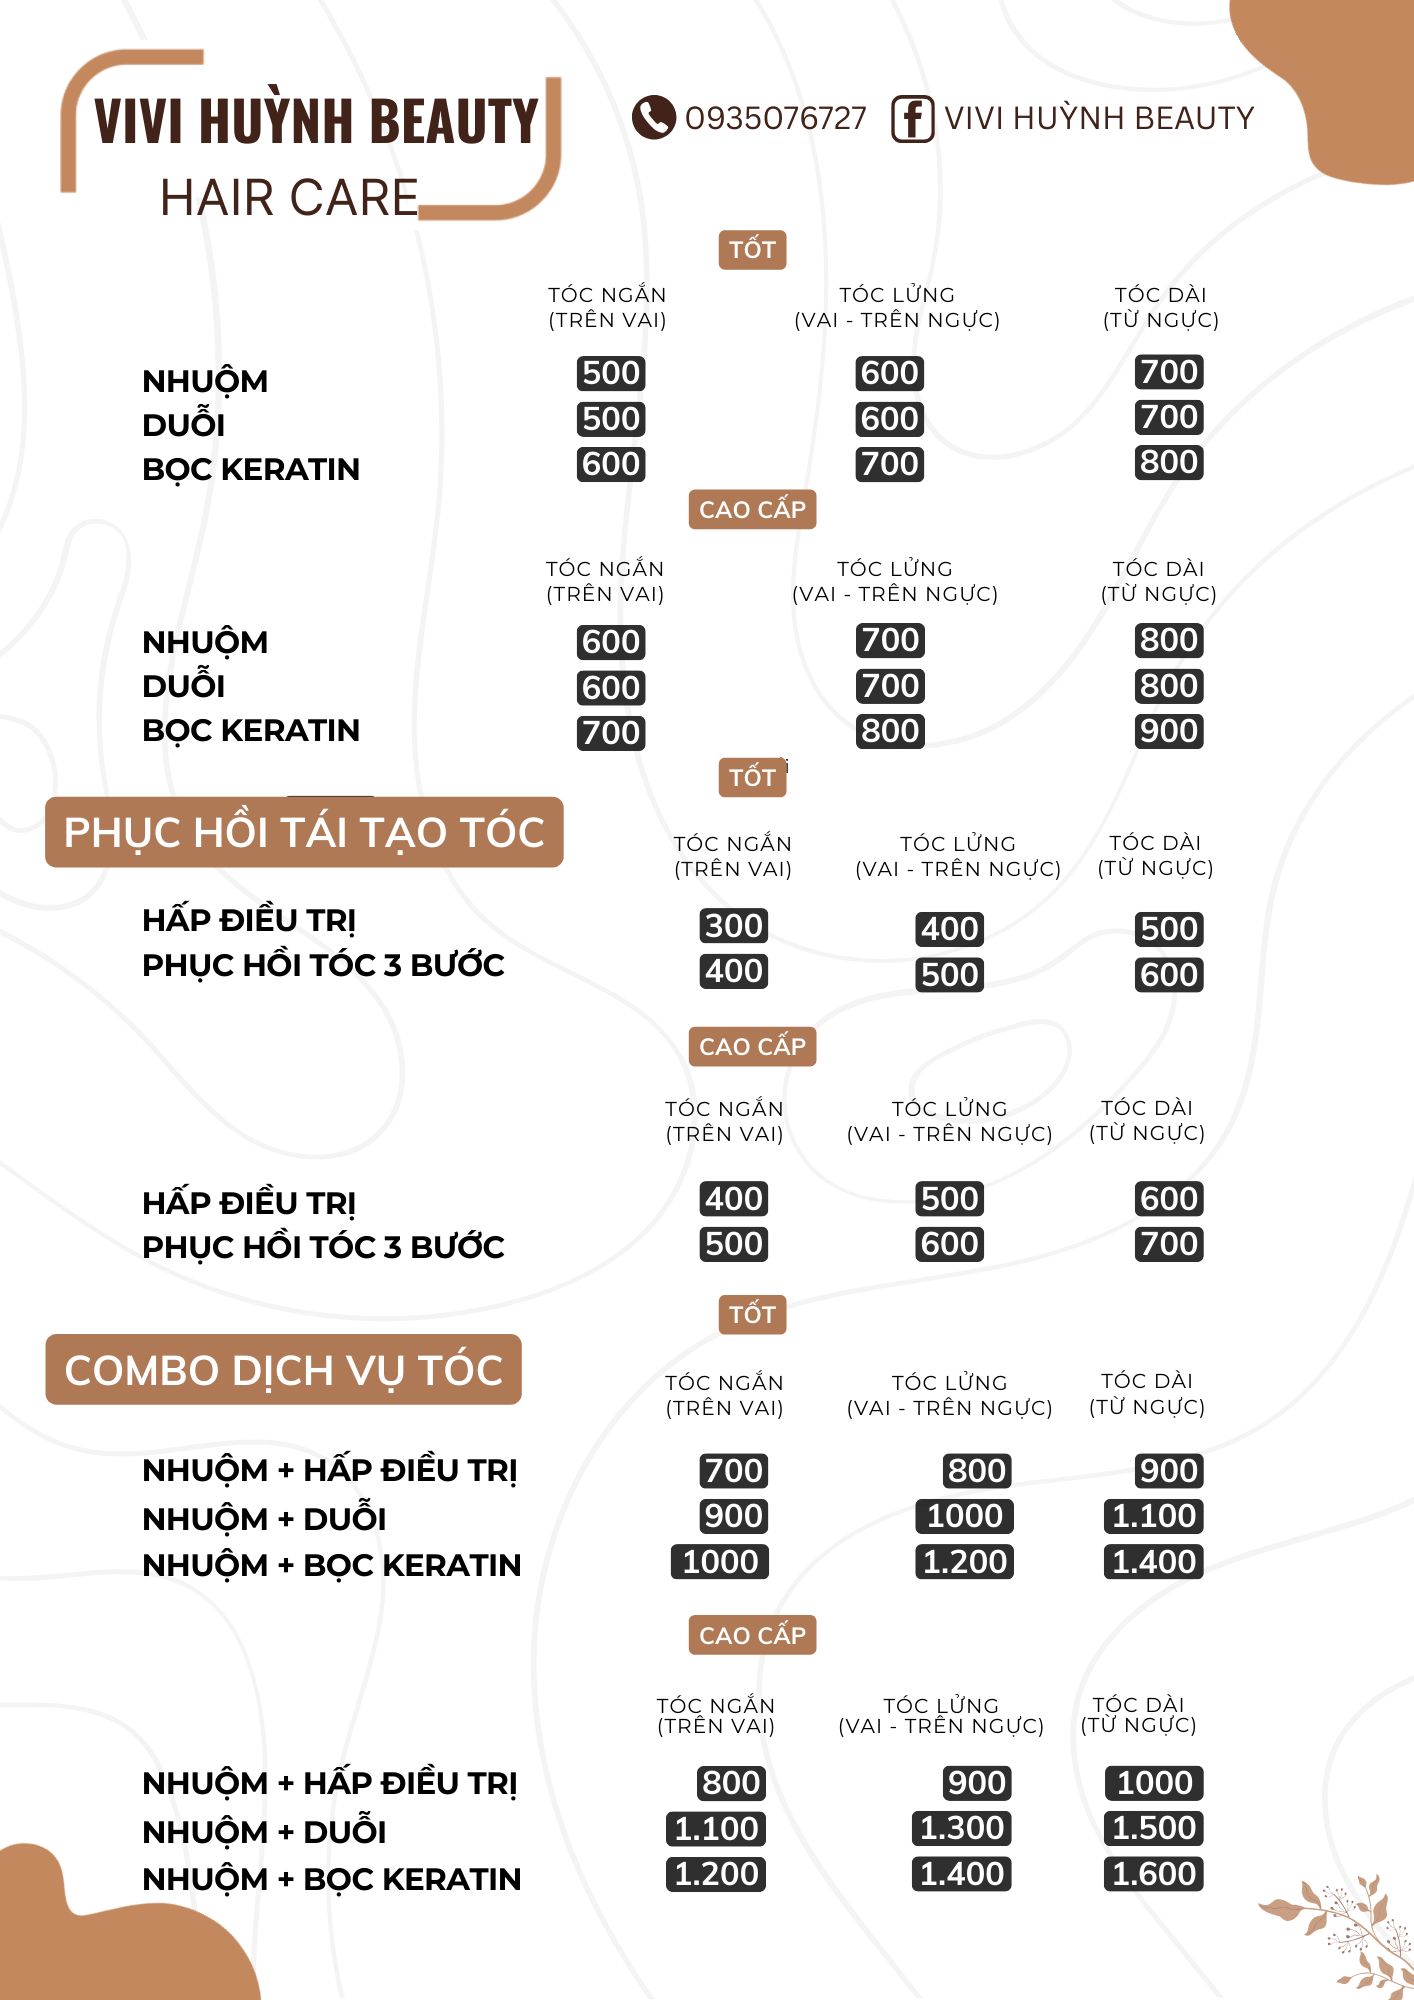 VIVI HUỲNH BEAUTY
HAIR CARE
0935076727 VIVI HUỲNH BEAUTY
TỐT
TÓC NGẮN TÓC LỬNG TÓC DÀI
(TRÊN VAI) (VAI - TRÊN NGỰC) (TỪ NGỰC)
NHUỘM 500 600 700
DUỖI 500 600 700
BỌC KERATIN 600 700 800
CAO CẤP
TÓC NGẮN TÓC LỬNG TÓC DÀI
(TRÊN VAI) (VAI - TRÊN NGỰC) (TỪ NGỰC)
NHUỘM 600 700 800
DUỖI 600 700 800
BỌC KERATIN 700 800 900
TỐT
PHỤC HỒI TÁI TẠO TÓC
TÓC NGẮN TÓC LỬNG TÓC DÀI
(TRÊN VAI) (VAI - TRÊN NGỰC) (TỪ NGỰC)
HẤP ĐIỀU TRỊ 300 400 500
PHỤC HỒI TÓC 3 BƯỚC 400 500 600
CAO CẤP
TÓC NGẮN TÓC LỬNG TÓC DÀI
(TRÊN VAI) (VAI - TRÊN NGỰC) (TỪ NGỰC)
HẤP ĐIỀU TRỊ 400 500 600
PHỤC HỒI TÓC 3 BƯỚC 500 600 700
TỐT
COMBO DỊCH VỤ TÓC
TÓC NGẮN TÓC LỬNG TÓC DÀI
(TRÊN VAI) (VAI - TRÊN NGỰC) (TỪ NGỰC)
NHUỘM + HẤP ĐIỀU TRỊ 700 800 900
NHUỘM + DUỖI 900 1000 1.100
NHUỘM + BỌC KERATIN 1000 1.200 1.400
CAO CẤP
TÓC NGẮN TÓC LỬNG TÓC DÀI
(TRÊN VAI) (VAI - TRÊN NGỰC) (TỪ NGỰC)
NHUỘM + HẤP ĐIỀU TRỊ 800 900 1000
NHUỘM + DUỖI 1.100 1.300 1.500
NHUỘM + BỌC KERATIN 1.200 1.400 1.600